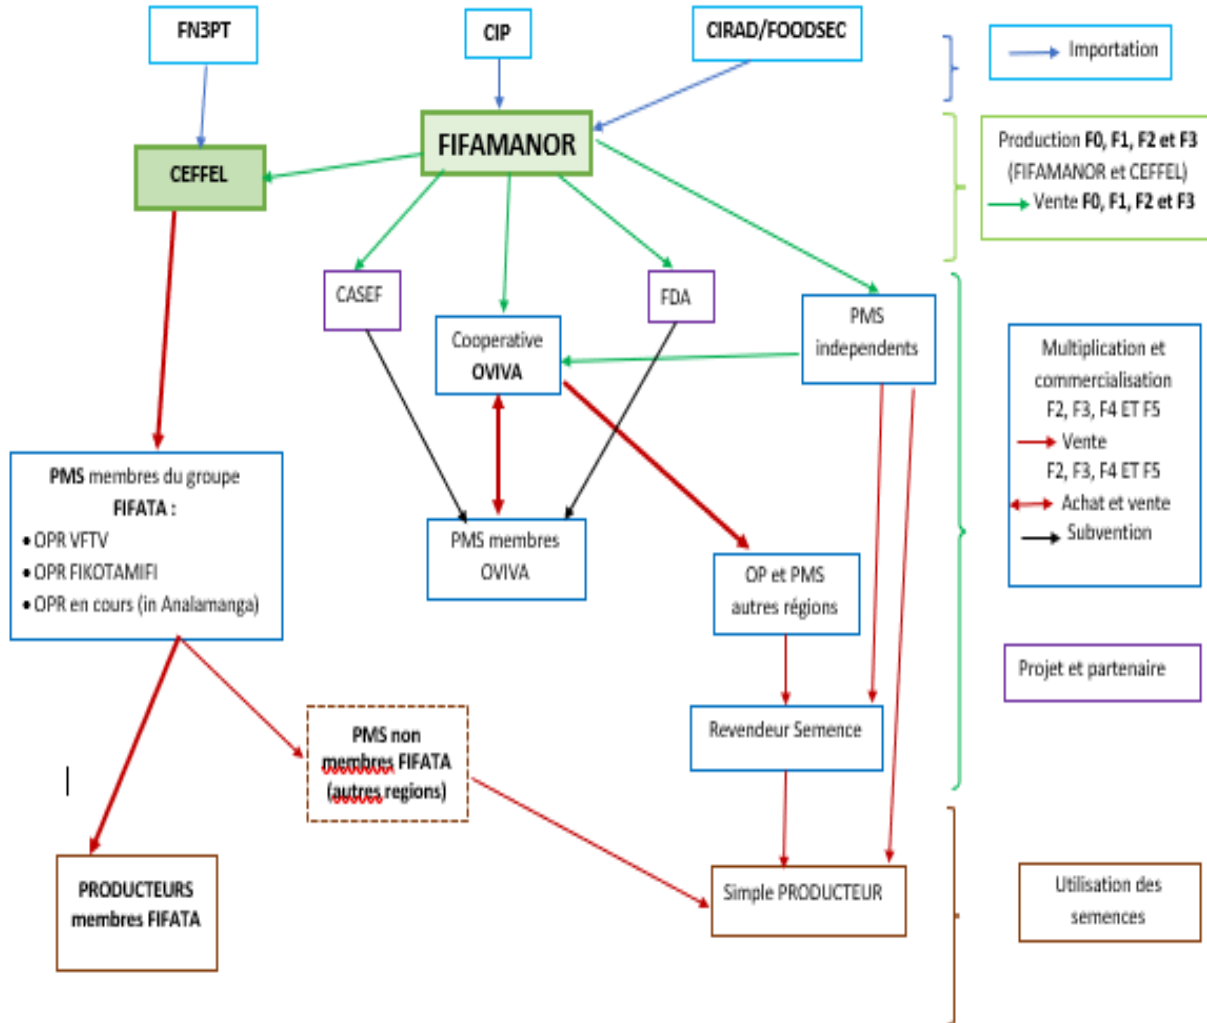 FN3PT
CIP
CIRAD/FOODSEC
Importation
FIFAMANOR
CEFFEL
Production F0, F1, F2 et F3
(FIFAMANOR et CEFFEL)
Vente F0, F1, F2 et F3
CASEF
FDA
Cooperative
OVIVA
PMS
independents
Multiplication et
commercialisation
F2, F3, F4 ET F5
Vente
F2, F3, F4 ET F5
Achat et vente
Subvention
PMS membres du groupe
FIFATA :
• OPR VFTV
• OPR FIKOTAMIFI
• OPR en cours (in Analamanga)
PMS membres
OVIVA
OP et PMS
autres régions
Projet et partenaire
PMS non
membres FIFATA
(autres regions)
Revendeur Semence
PRODUCTEURS
membres FIFATA
Simple PRODUCTEUR
Utilisation des
semences